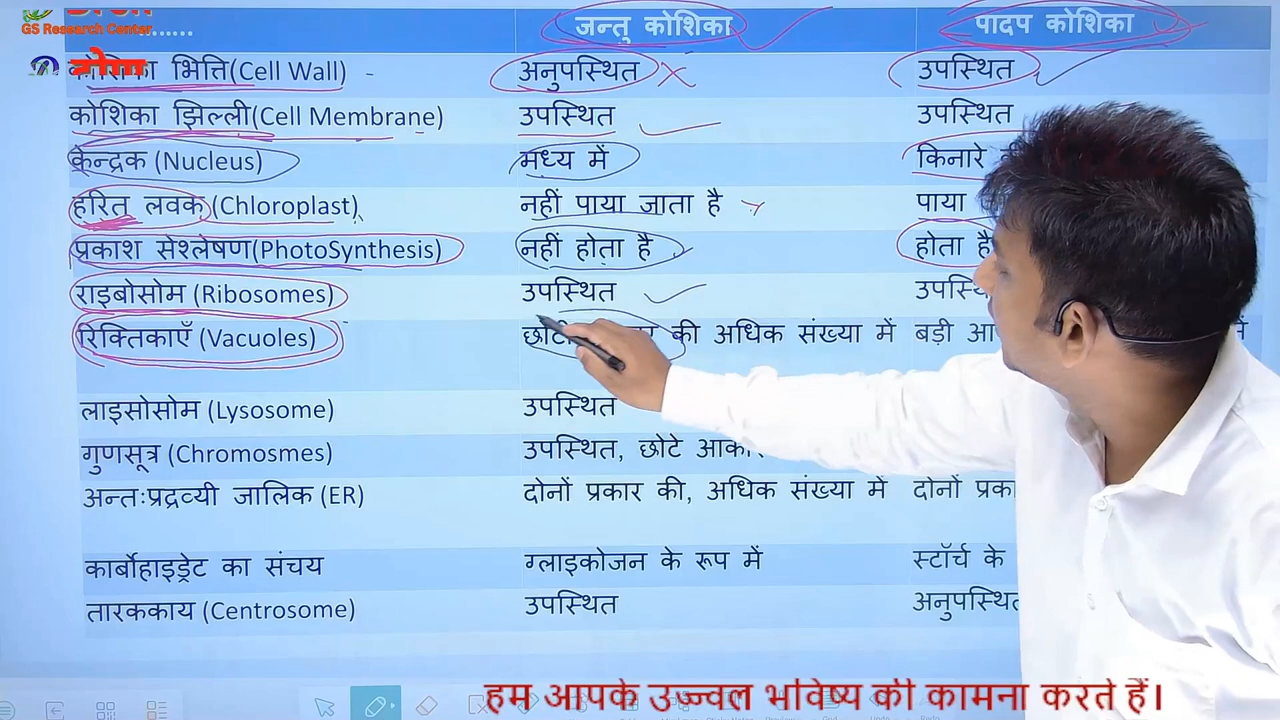 GS Research Center
......
जन्तु कोशिका पादप कोशिका
कोशिका भित्ति(Cell Wall) अनुपस्थित उपस्थित
कोशिका झिल्ली(Cell Membrane) उपस्थित उपस्थित
केन्द्रक (Nucleus) मध्य में किनारे
हरित लवक (Chloroplast) नहीं पाया जाता है पाया
प्रकाश सेश्लेषण(PhotoSynthesis) नहीं होता है होता है
राइबोसोम (Ribosomes) उपस्थित
रिक्तिकाएँ (Vacuoles) की अधिक संख्या में बड़ी में
लाइसोसोम (Lysosome) उपस्थित
गुणसूत्र (Chromosmes) उपस्थित, छोटे
अन्तःप्रद्रव्यी जालिक (ER) दोनों प्रकार की, अधिक संख्या में दोनों
कार्बोहाइड्रेट का संचय ग्लाइकोजन के रूप में स्टॉर्च के
तारककाय (Centrosome) उपस्थित अनुपस्थित
हम आपके उज्ज्वल भविष्य की कामना करते हैं।